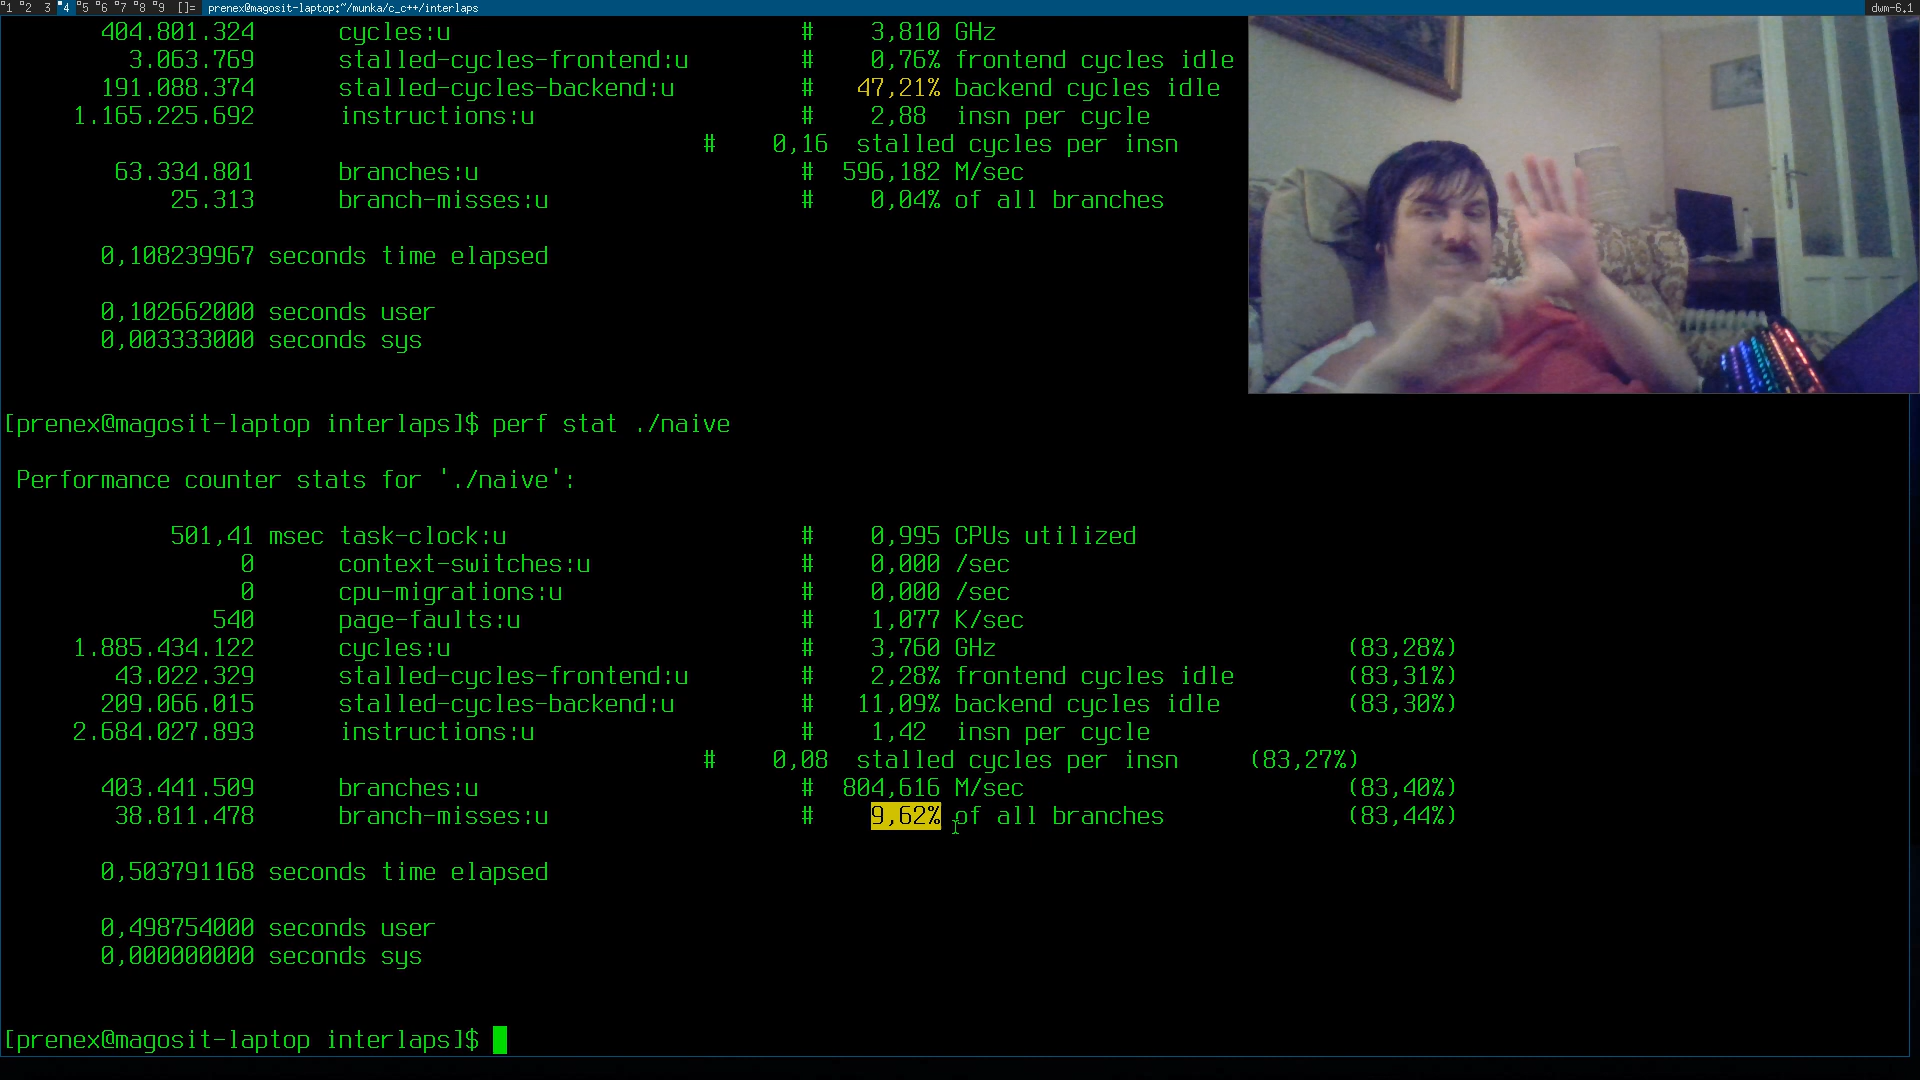 1 2 3 4 5 6 7 8 9 []= prenex@magosit-laptop:~/munka/c_c++/interlaps dwm-6.1
404.801.324 cycles:u # 3,810 GHz
3.063.769 stalled-cycles-frontend:u # 0,76% frontend cycles idle
191.088.374 stalled-cycles-backend:u # 47,21% backend cycles idle
1.165.225.692 instructions:u # 2,88 insn per cycle
# 0,16 stalled cycles per insn
63.334.801 branches:u # 596,182 M/sec
25.313 branch-misses:u # 0,04% of all branches
0,108239967 seconds time elapsed
0,102662000 seconds user
0,003333000 seconds sys
[prenex@magosit-laptop interlaps]$ perf stat ./naive
Performance counter stats for './naive':
501,41 msec task-clock:u # 0,995 CPUs utilized
0 context-switches:u # 0,000 /sec
0 cpu-migrations:u # 0,000 /sec
540 page-faults:u # 1,077 K/sec
1.885.434.122 cycles:u # 3,760 GHz (83,28%)
43.022.329 stalled-cycles-frontend:u # 2,28% frontend cycles idle (83,31%)
209.066.015 stalled-cycles-backend:u # 11,09% backend cycles idle (83,30%)
2.684.027.893 instructions:u # 1,42 insn per cycle
# 0,08 stalled cycles per insn (83,27%)
403.441.509 branches:u # 804,616 M/sec (83,40%)
38.811.478 branch-misses:u # 9,62% of all branches (83,44%)
0,503791168 seconds time elapsed
0,498754000 seconds user
0,000000000 seconds sys
[prenex@magosit-laptop interlaps]$